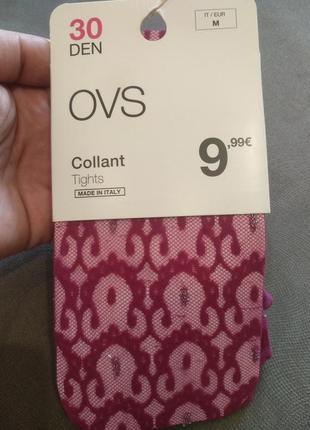 30
DEN
IT / EUR
M
OVS
Collant
Tights
MADE IN ITALY
9,99€